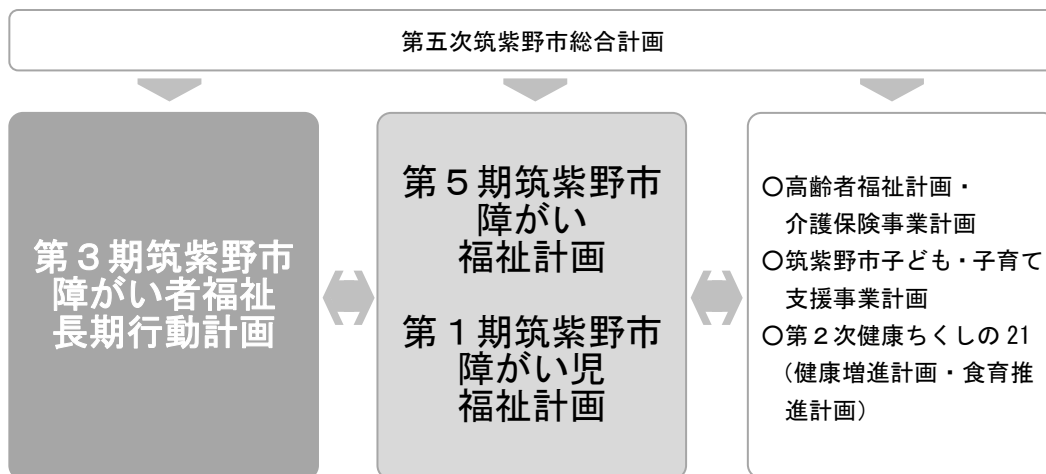 第五次筑紫野市総合計画
第３期筑紫野市
障がい者福祉
長期行動計画
第５期筑紫野市
障がい
福祉計画
第１期筑紫野市
障がい児
福祉計画
○高齢者福祉計画・
介護保険事業計画
○筑紫野市子ども・子育て
支援事業計画
○第２次健康ちくしの 21
（健康増進計画・食育推
進計画）